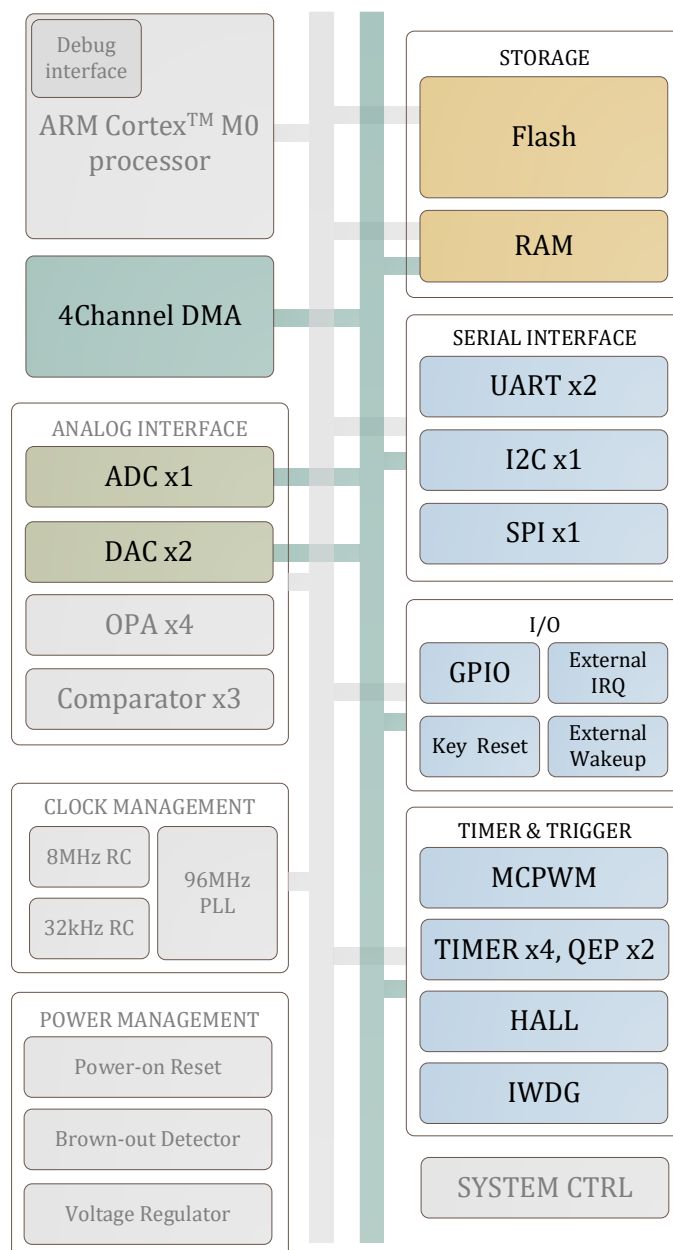 Debug
interface
ARM Cortex™ M0
processor
4Channel DMA
ANALOG INTERFACE
ADC x1
DAC x2
OPA x4
Comparator x3
CLOCK MANAGEMENT
8MHz RC
32kHz RC
96MHz
PLL
POWER MANAGEMENT
Power-on Reset
Brown-out Detector
Voltage Regulator
STORAGE
Flash
RAM
SERIAL INTERFACE
UART x2
I2C x1
SPI x1
I/O
GPIO
External
IRQ
Key Reset
External
Wakeup
TIMER & TRIGGER
MCPWM
TIMER x4, QEP x2
HALL
IWDG
SYSTEM CTRL